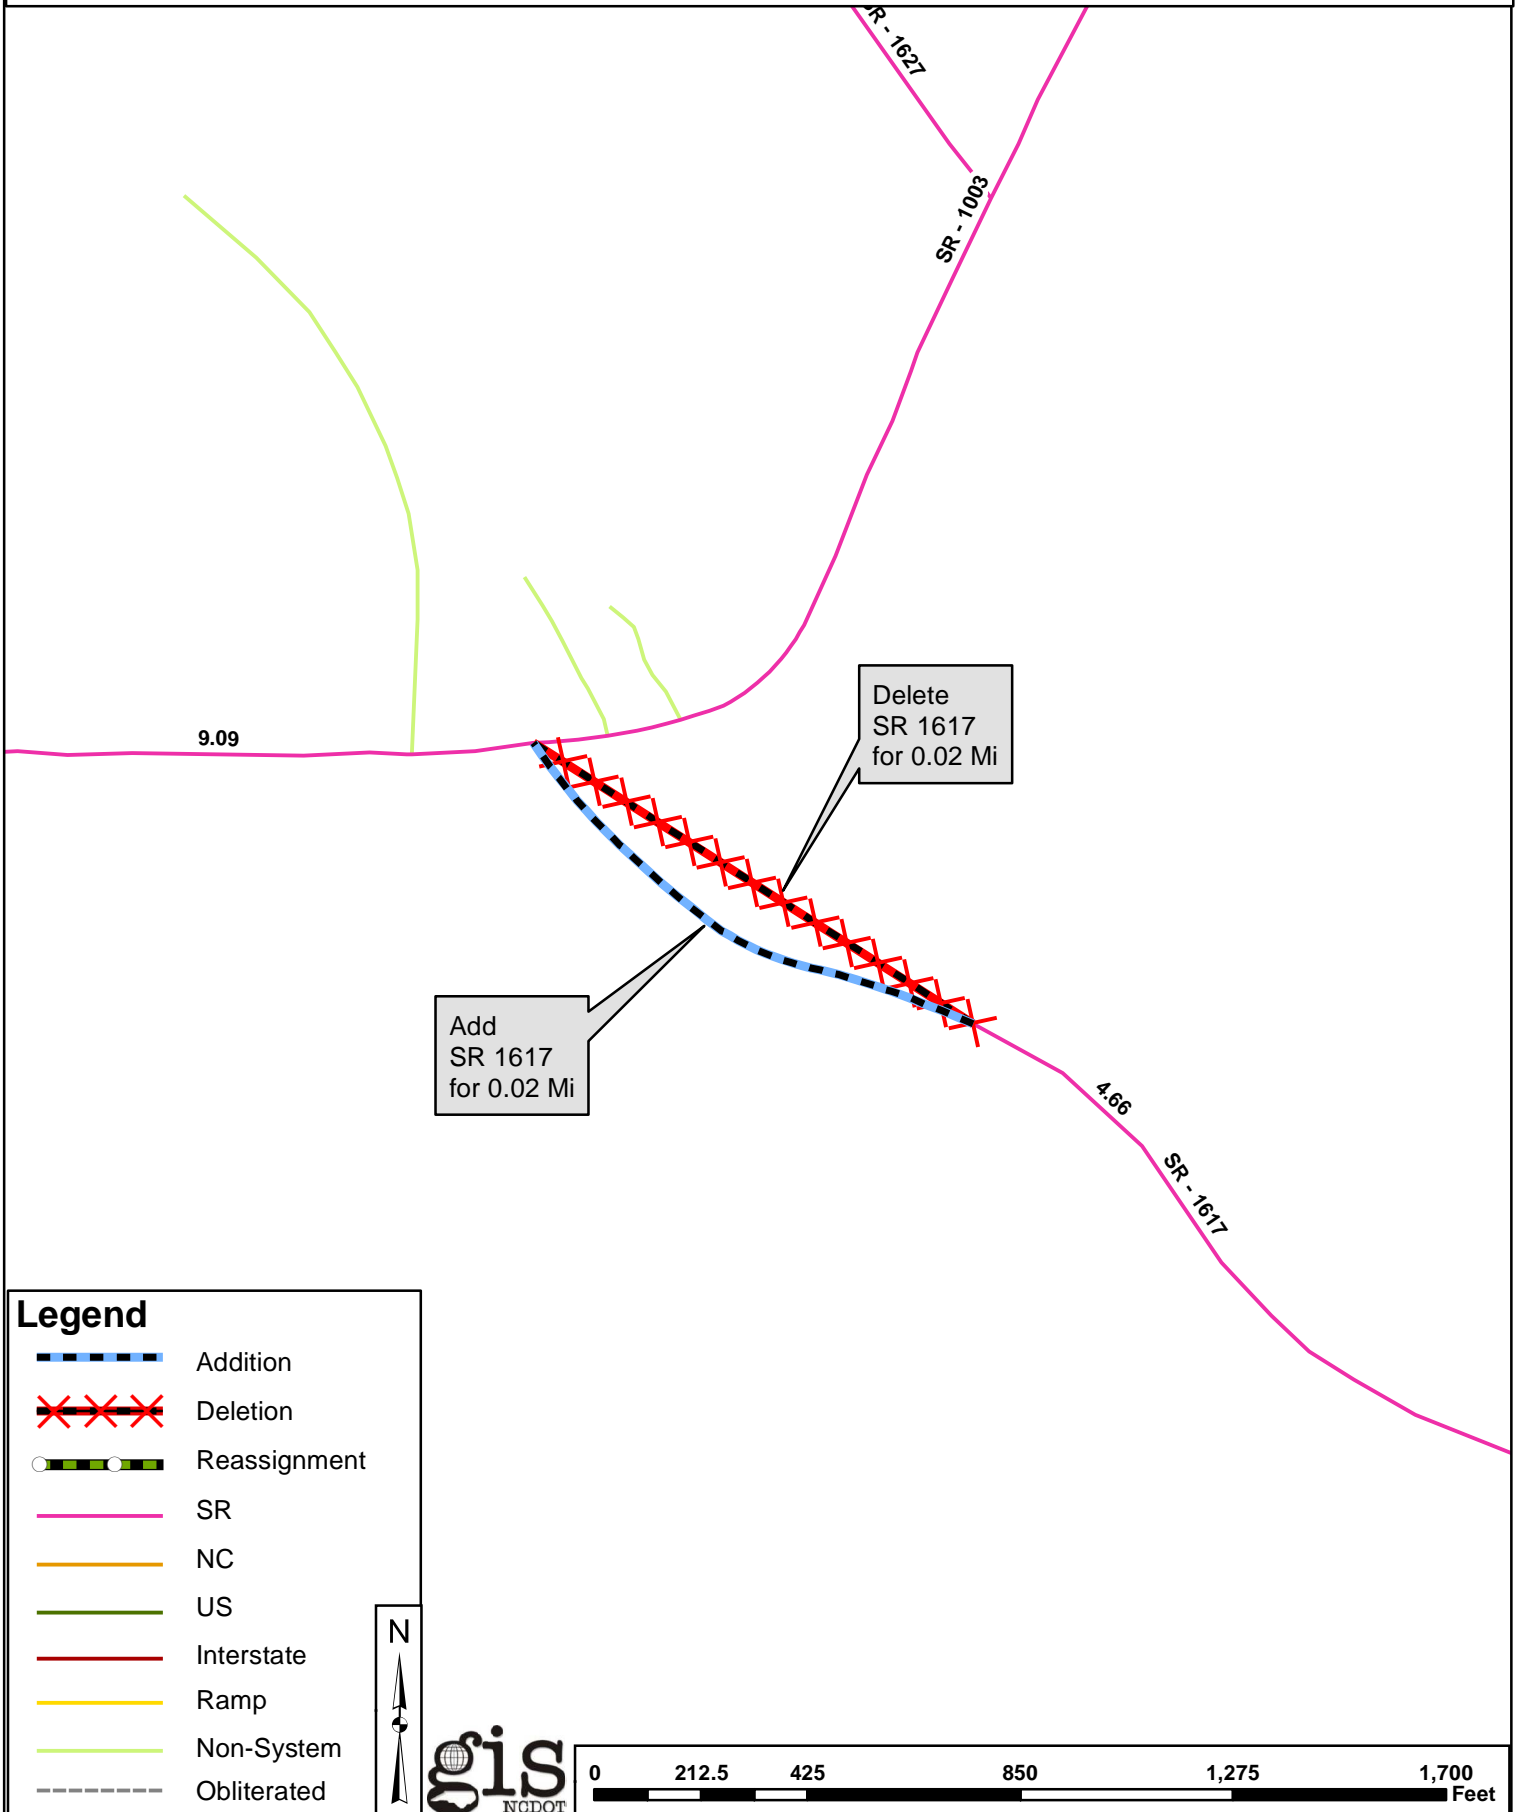 SR - 1627
SR - 1003
9.09
Delete
SR 1617
for 0.02 Mi
Add
SR 1617
for 0.02 Mi
4.66
SR - 1617
Legend
Addition
Deletion
Reassignment
SR
NC
US
Interstate
Ramp
Non-System
Obliterated
N
gis
NCDOT
0 212.5 425 850 1,275 1,700
Feet